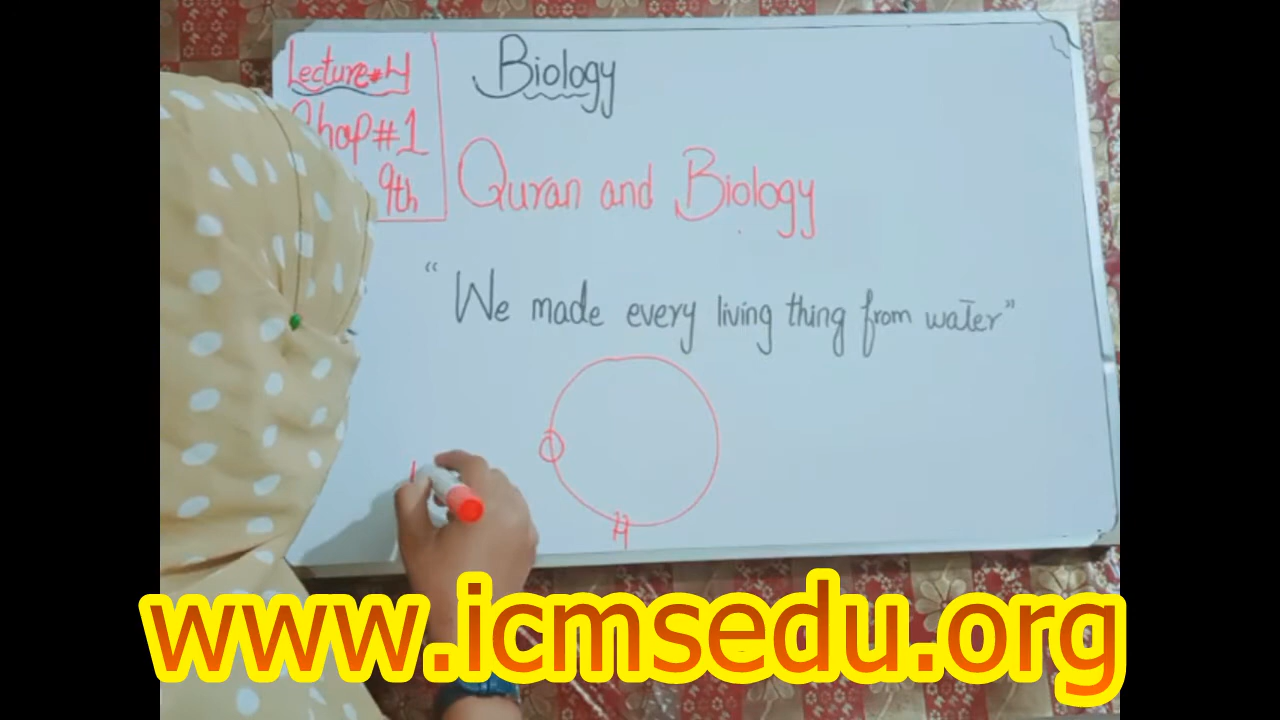 Lecture#4
Chap#1
9th
Biology
Quran and Biology
“We made every living thing from water”
www.icmsedu.org